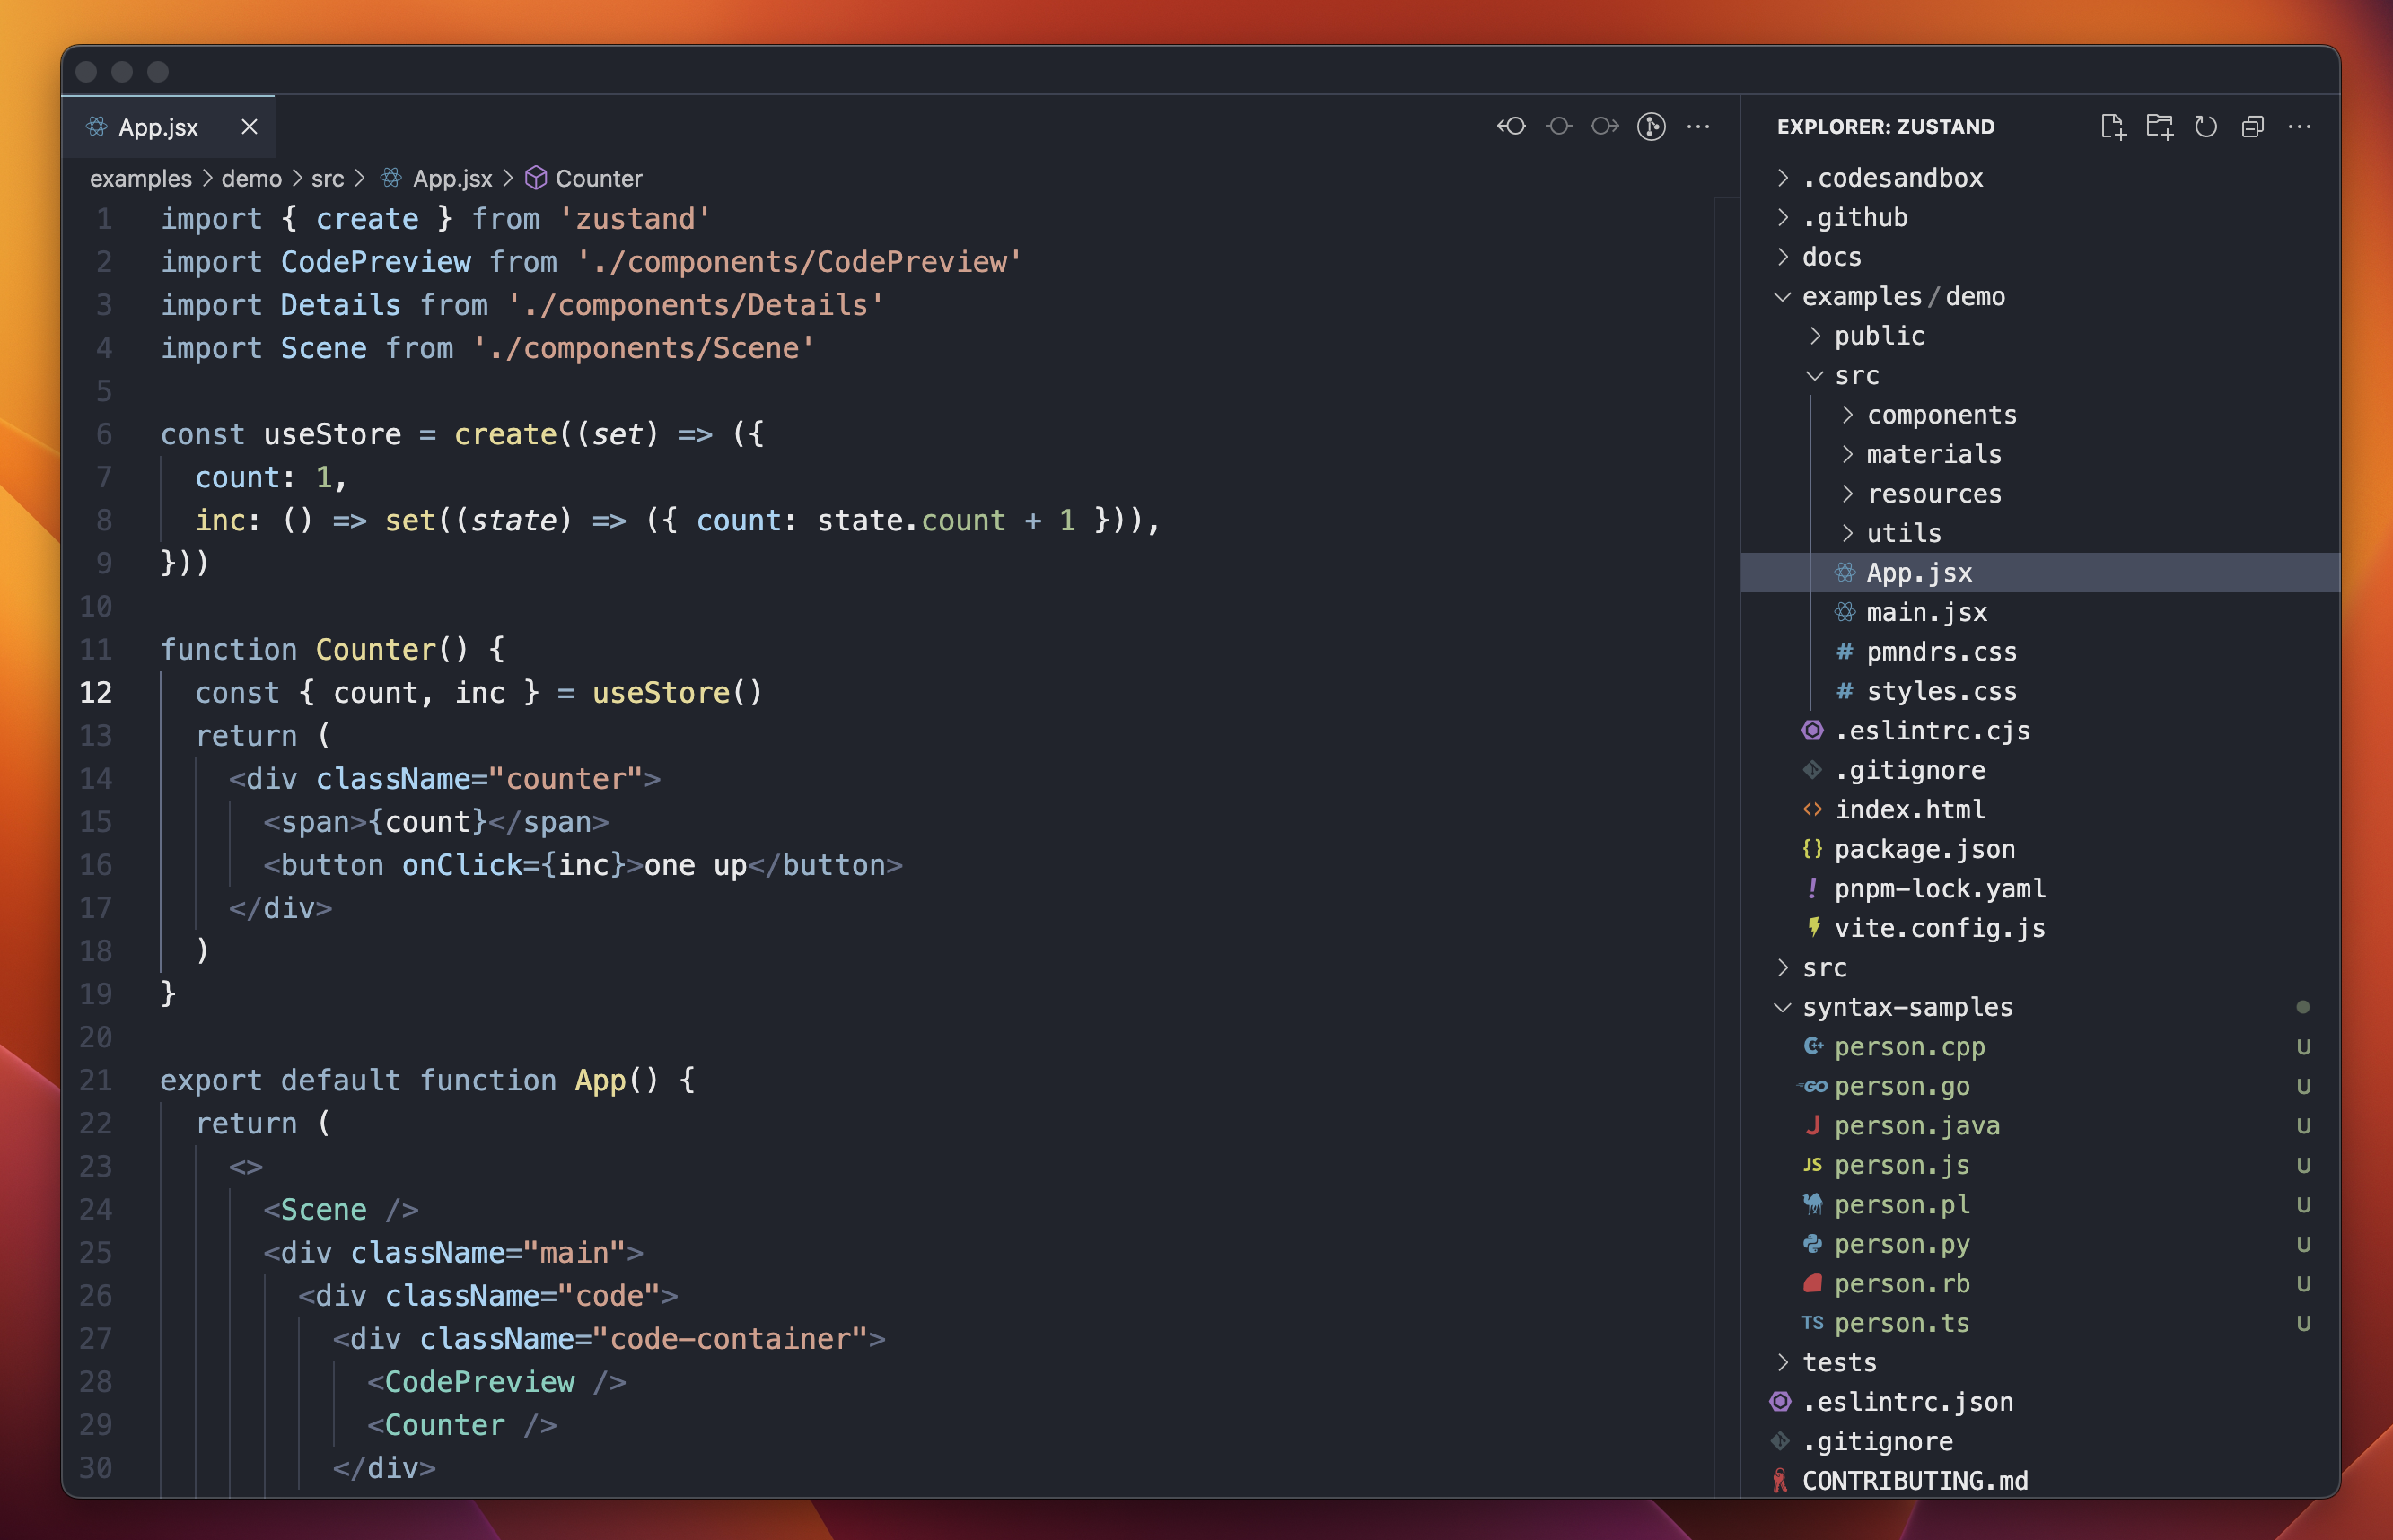 App.jsx
examples > demo > src > App.jsx > Counter
1 import { create } from 'zustand'
2 import CodePreview from './components/CodePreview'
3 import Details from './components/Details'
4 import Scene from './components/Scene'
5
6 const useStore = create((set) => ({
7   count: 1,
8   inc: () => set((state) => ({ count: state.count + 1 })),
9 }))
10
11 function Counter() {
12   const { count, inc } = useStore()
13   return (
14     <div className="counter">
15       <span>{count}</span>
16       <button onClick={inc}>one up</button>
17     </div>
18   )
19 }
20
21 export default function App() {
22   return (
23     <>
24       <Scene />
25       <div className="main">
26         <div className="code">
27           <div className="code-container">
28             <CodePreview />
29             <Counter />
30           </div>
EXPLORER: ZUSTAND
.codesandbox
.github
docs
examples/demo
public
src
components
materials
resources
utils
App.jsx
main.jsx
# pmndrs.css
# styles.css
.eslintrc.cjs
.gitignore
<> index.html
{} package.json
! pnpm-lock.yaml
vite.config.js
src
syntax-samples
C++ person.cpp U
GO person.go U
J person.java U
JS person.js U
person.pl U
person.py U
person.rb U
TS person.ts U
tests
.eslintrc.json
.gitignore
CONTRIBUTING.md